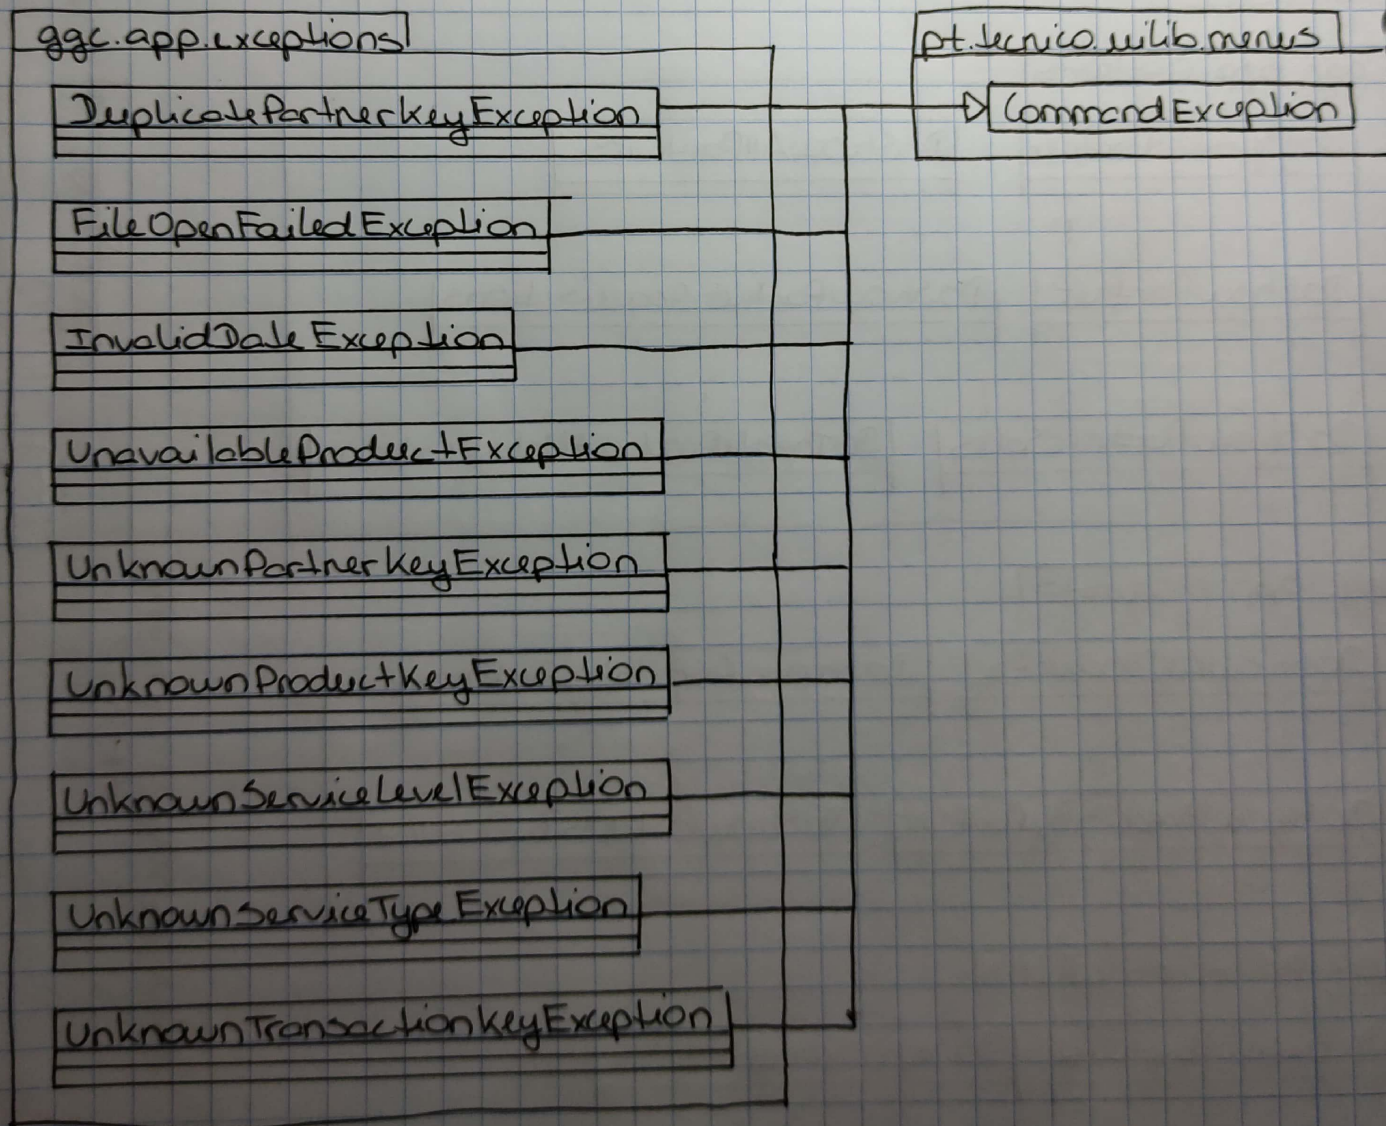 ggc.app.exceptions
pt.tecnico.uilib.menus
DuplicatePartnerKeyException
CommandException
FileOpenFailedException
InvalidDateException
UnavailableProductException
UnknownPartnerKeyException
UnknownProductKeyException
UnknownServiceLevelException
UnknownServiceTypeException
UnknownTransactionKeyException